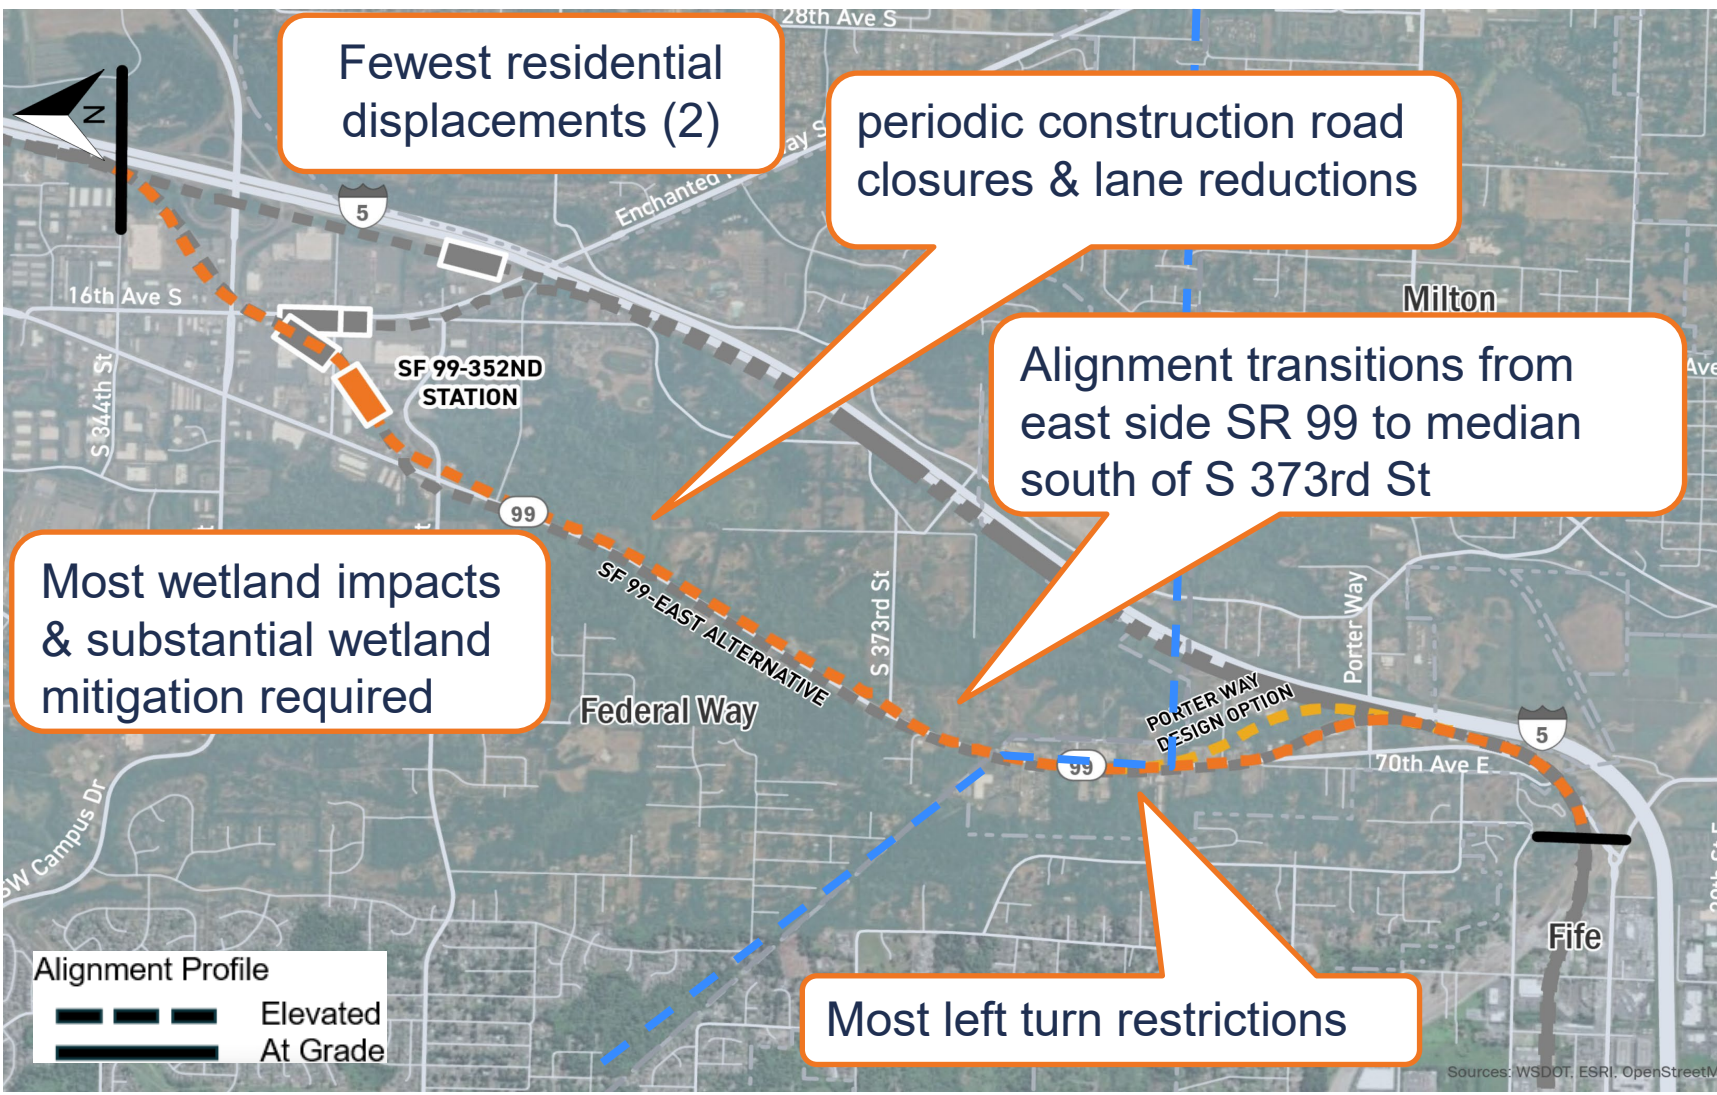 28th Ave S
Fewest residential
displacements (2)
periodic construction road
closures & lane reductions
N
Enchanted
ay S
5
16th Ave S
Milton
S 344th St
SF 99-352ND
STATION
Alignment transitions from
east side SR 99 to median
south of S 373rd St
Ave
99
t
t
Most wetland impacts
& substantial wetland
mitigation required
SF 99-EAST ALTERNATIVE
S 373rd St
Porter Way
Federal Way
PORTER WAY
DESIGN OPTION
5
99
70th Ave E
SW Campus Dr
Fife
Alignment Profile
Elevated
At Grade
Most left turn restrictions
Sources: WSDOT, ESRI, OpenStreetM